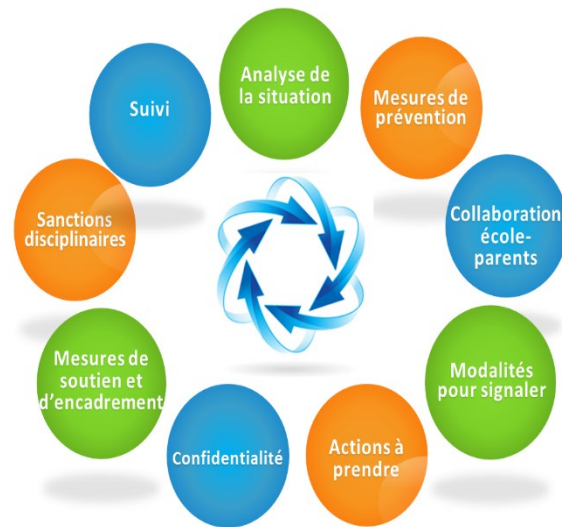 Analyse de
la situation
Mesures de
prévention
Collaboration
école-
parents
Modalités
pour signaler
Actions à
prendre
Confidentialité
Mesures de
soutien et
d'encadrement
Sanctions
disciplinaires
Suivi